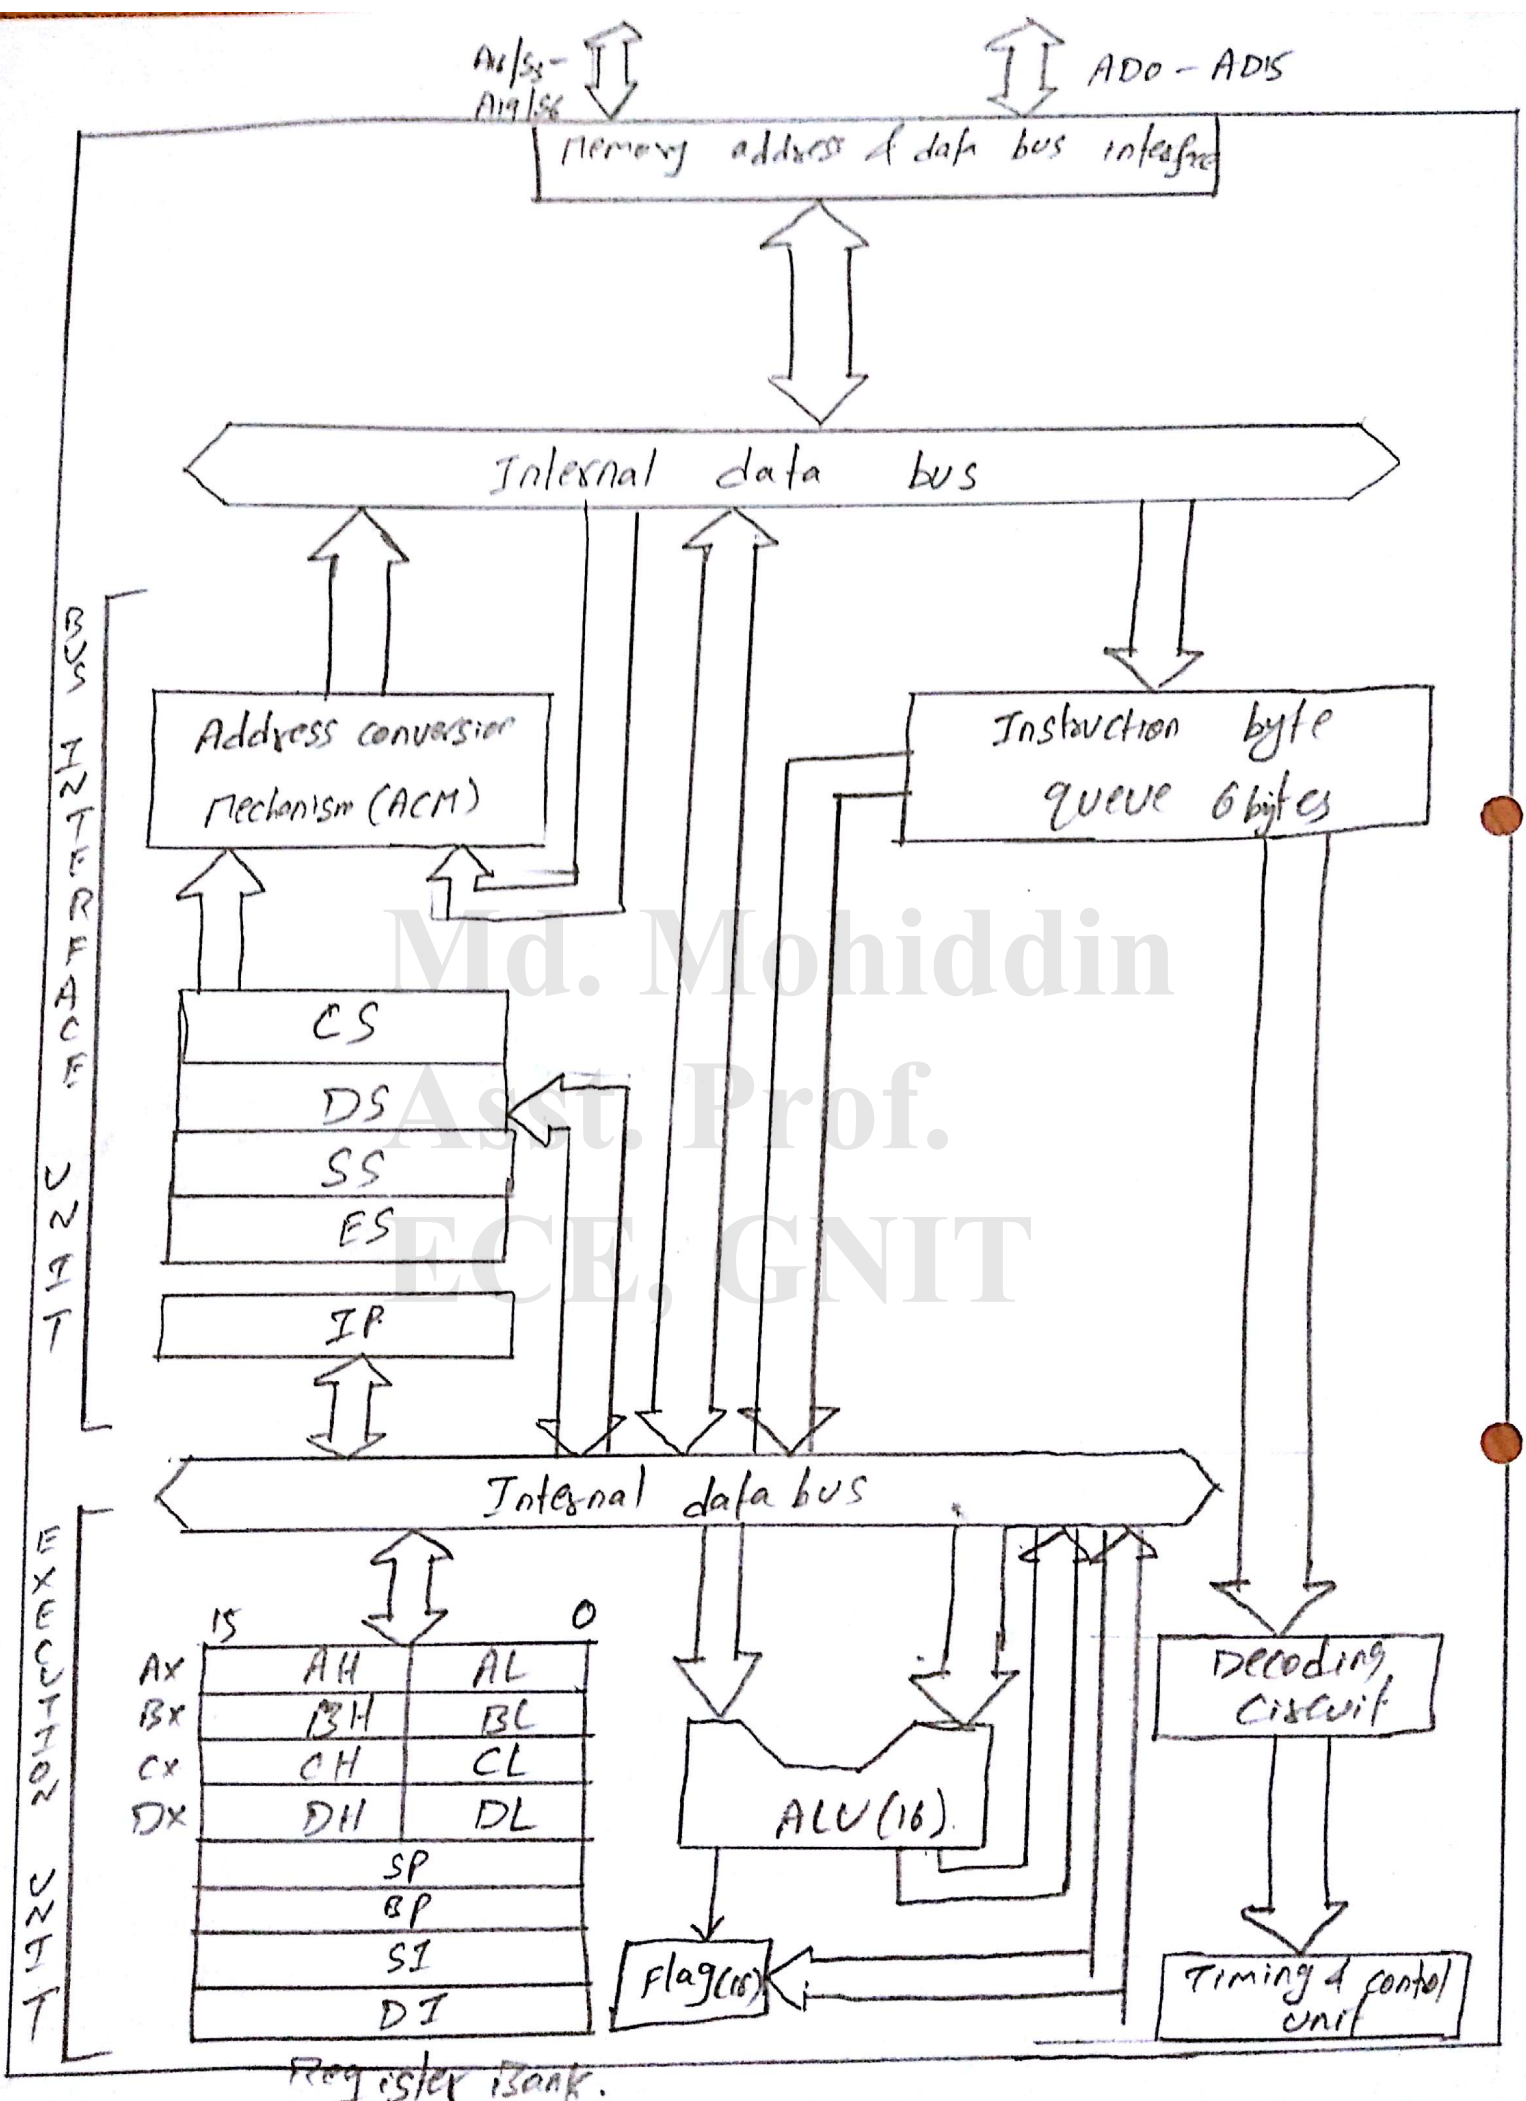 A16/S3-
A19/S6
AD0 - AD15
Memory address & data bus interface
Internal data bus
BUS INTERFACE UNIT
Address conversion
Mechanism (ACM)
Instruction byte
queue 6 bytes
CS
DS
SS
ES
IP
Md. Mohiddin
Asst. Prof.
ECE, GNIT
Internal data bus
EXECUTION UNIT
15 0
AX AH AL
BX BH BL
CX CH CL
DX DH DL
SP
BP
SI
DI
Register Bank.
ALU (16)
Flag(16)
Decoding
Circuit
Timing & control
unit